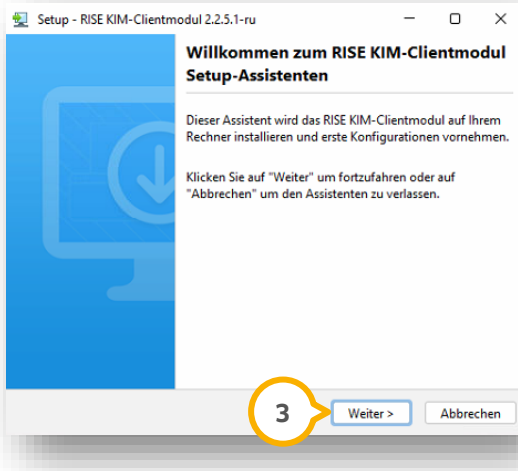 Setup - RISE KIM-Clientmodul 2.2.5.1-ru
Willkommen zum RISE KIM-Clientmodul
Setup-Assistenten
Dieser Assistent wird das RISE KIM-Clientmodul auf Ihrem
Rechner installieren und erste Konfigurationen vornehmen.
Klicken Sie auf "Weiter" um fortzufahren oder auf
"Abbrechen" um den Assistenten zu verlassen.
3
Weiter >
Abbrechen